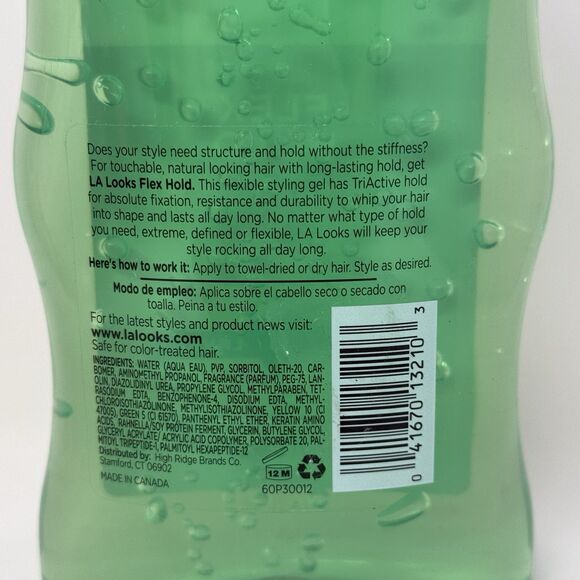 Does your style need structure and hold without the stiffness?
For touchable, natural looking hair with long-lasting hold, get
LA Looks Flex Hold. This flexible styling gel has TriActive hold
for absolute fixation, resistance and durability to whip your hair
into shape and lasts all day long. No matter what type of hold
you need, extreme, defined or flexible, LA Looks will keep your
style rocking all day long.
Here's how to work it: Apply to towel-dried or dry hair. Style as desired.
Modo de empleo: Aplica sobre el cabello seco o secado con
toalla. Peina a tu estilo.
For the latest styles and product news visit:
www.lalooks.com
Safe for color-treated hair.
INGREDIENTS: WATER (AQUA EAU), PVP, SORBITOL, OLETH-20, CAR-
BOMER, AMINOMETHYL PROPANOL, FRAGRANCE (PARFUM), PEG-75, LAN-
OLIN, DIAZOLIDINYL UREA, PROPYLENE GLYCOL, METHYLPARABEN, TET-
RASODIUM EDTA, BENZOPHENONE-4, DISODIUM EDTA, METHYL-
CHLOROISOTHIAZOLINONE, METHYLISOTHIAZOLINONE, YELLOW 10 (CI
47005), GREEN 5 (CI 61570), PANTHENYL ETHYL ETHER, KERATIN AMINO
ACIDS, RAHNELLA/SOY PROTEIN FERMENT, GLYCERIN, BUTYLENE GLYCOL,
GLYCERYL ACRYLATE/ ACRYLIC ACID COPOLYMER, POLYSORBATE 20, PAL-
MITOYL TRIPEPTIDE-1, PALMITOYL HEXAPEPTIDE-12
Distributed by: High Ridge Brands Co.
Stamford, CT 06902
MADE IN CANADA
12 M
60P30012
0 41670 13210 3